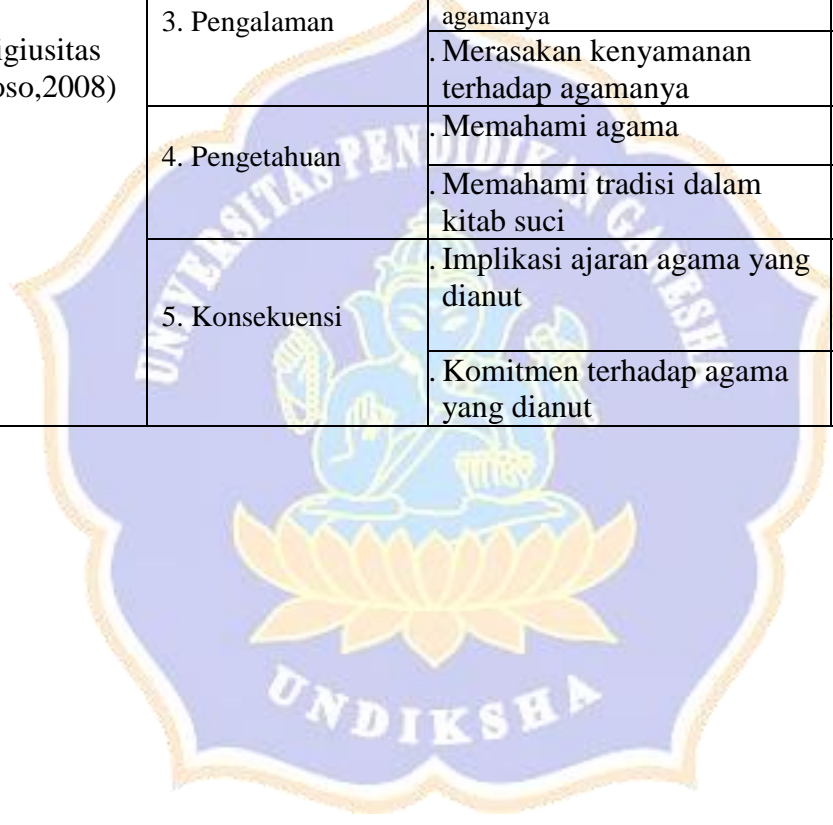 igiusitas
oso,2008)
3. Pengalaman
agamanya
. Merasakan kenyamanan
terhadap agamanya
4. Pengetahuan
. Memahami agama
. Memahami tradisi dalam
kitab suci
5. Konsekuensi
. Implikasi ajaran agama yang
dianut
. Komitmen terhadap agama
yang dianut
UNIVERSITAS PENDIDIKAN GANESHA
UNDIKSHA